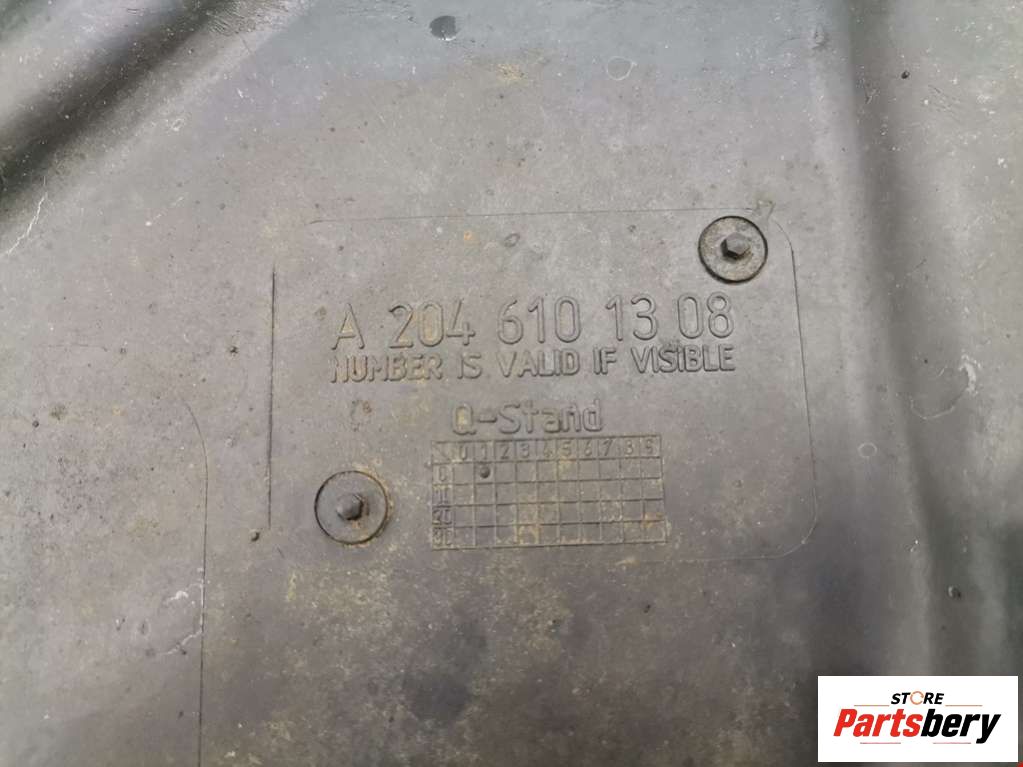 A 204 610 13 08
NUMBER IS VALID IF VISIBLE
Q-Stand
0 1 2 3 4 5 6 7 8 9
0
10
20
30
STORE
Partsbery